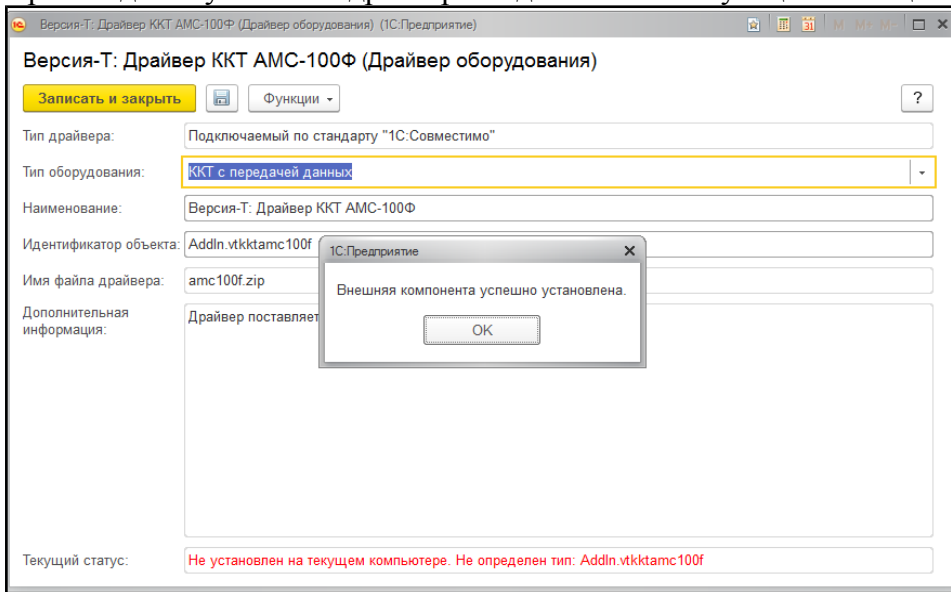 Версия-Т: Драйвер ККТ АМС-100Ф (Драйвер оборудования) (1С:Предприятие)
Версия-Т: Драйвер ККТ АМС-100Ф (Драйвер оборудования)
Записать и закрыть Функции ?
Тип драйвера: Подключаемый по стандарту "1С:Совместимо"
Тип оборудования: ККТ с передачей данных
Наименование: Версия-Т: Драйвер ККТ АМС-100Ф
Идентификатор объекта: AddIn.vtkktamc100f
Имя файла драйвера: amc100f.zip
Дополнительная информация: Драйвер поставляет
1С:Предприятие
Внешняя компонента успешно установлена.
OK
Текущий статус: Не установлен на текущем компьютере. Не определен тип: AddIn.vtkktamc100f